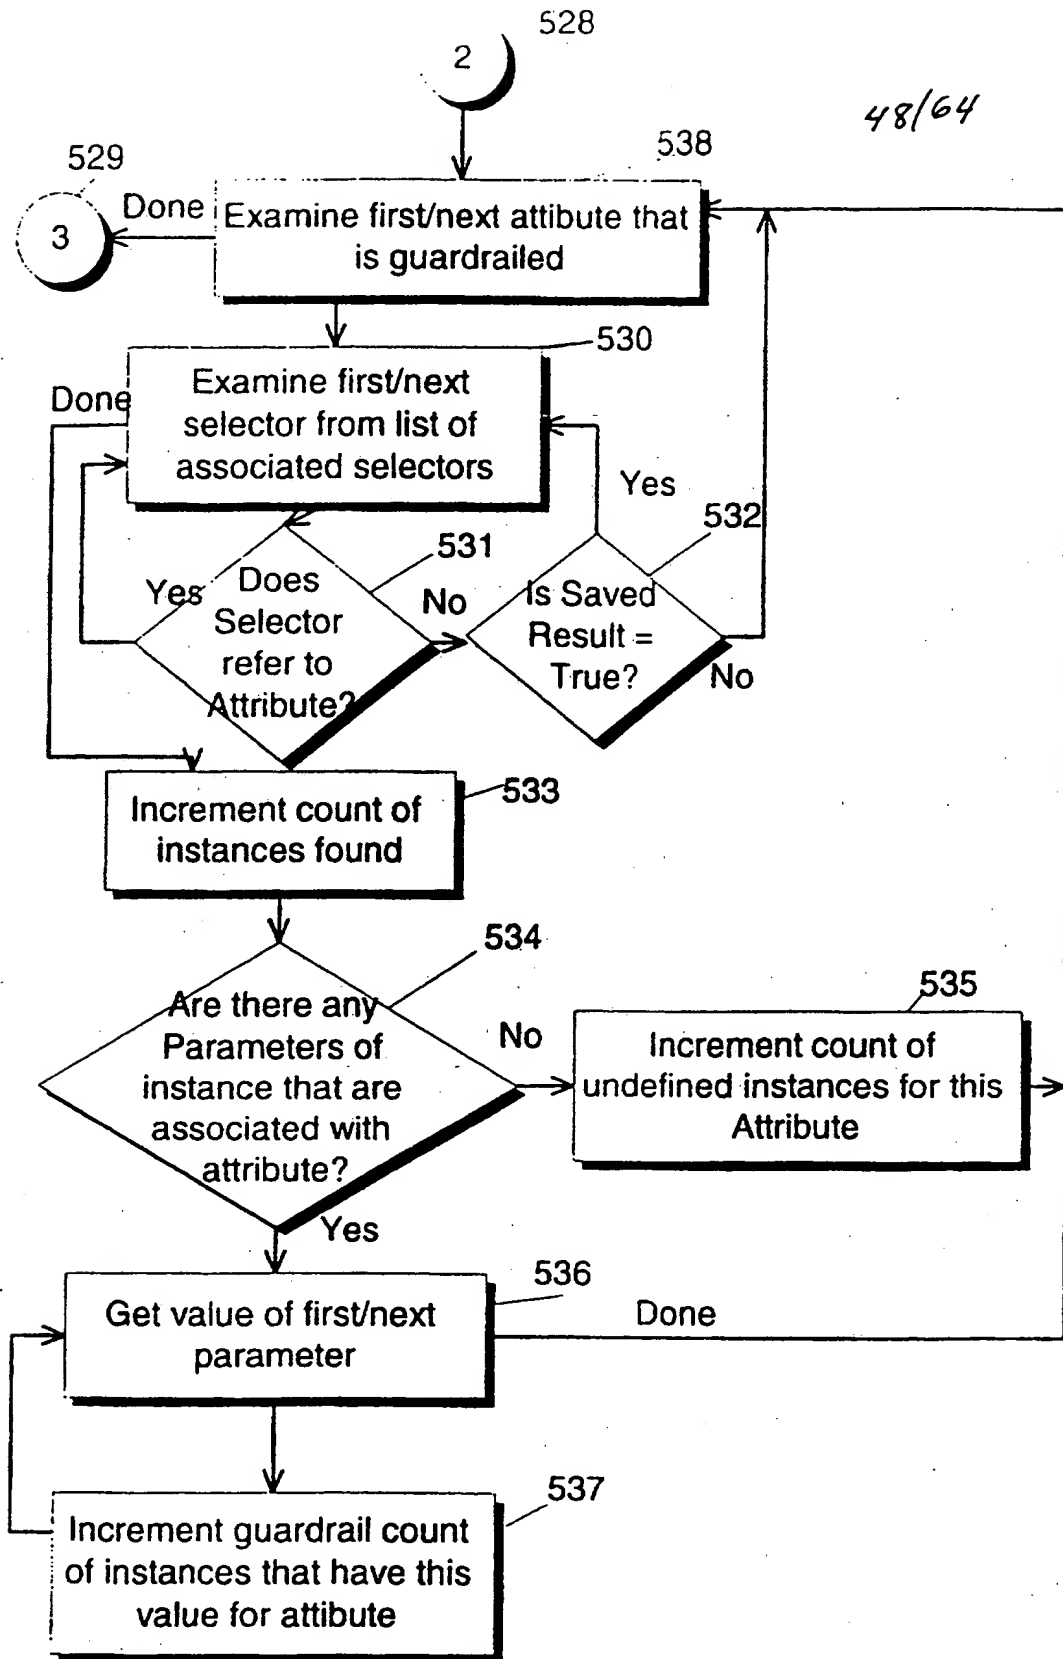 528
2
48/64
538
529
Done
3
Examine first/next attibute that
is guardrailed
530
Done
Examine first/next
selector from list of
associated selectors
Yes
532
531
Yes
Does
Selector
refer to
Attribute?
No
Is Saved
Result =
True?
No
533
Increment count of
instances found
534
Are there any
Parameters of
instance that are
associated with
attribute?
No
535
Increment count of
undefined instances for this
Attribute
Yes
536
Get value of first/next
parameter
Done
537
Increment guardrail count
of instances that have this
value for attibute